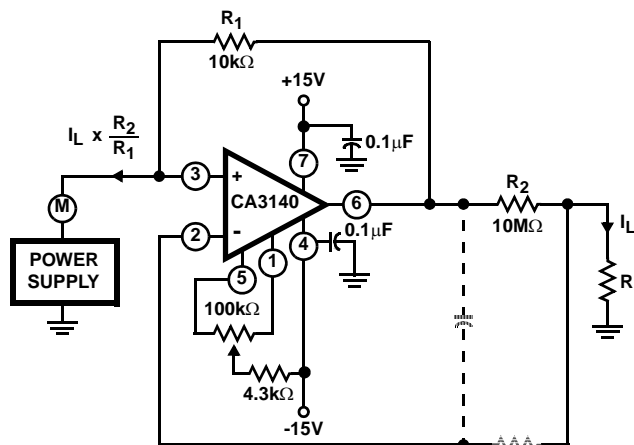 R1
10kΩ
+15V
IL x R2/R1
0.1μF
7
3
+
CA3140
6
R2
10MΩ
IL
M
2
-
0.1μF
4
POWER
SUPPLY
5
1
R
100kΩ
4.3kΩ
-15V